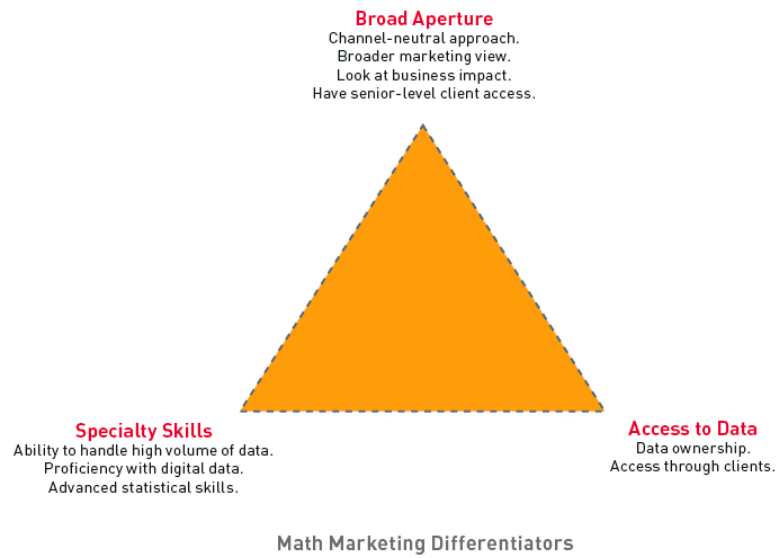 Broad Aperture
Channel-neutral approach.
Broader marketing view.
Look at business impact.
Have senior-level client access.
Specialty Skills
Ability to handle high volume of data.
Proficiency with digital data.
Advanced statistical skills.
Access to Data
Data ownership.
Access through clients.
Math Marketing Differentiators